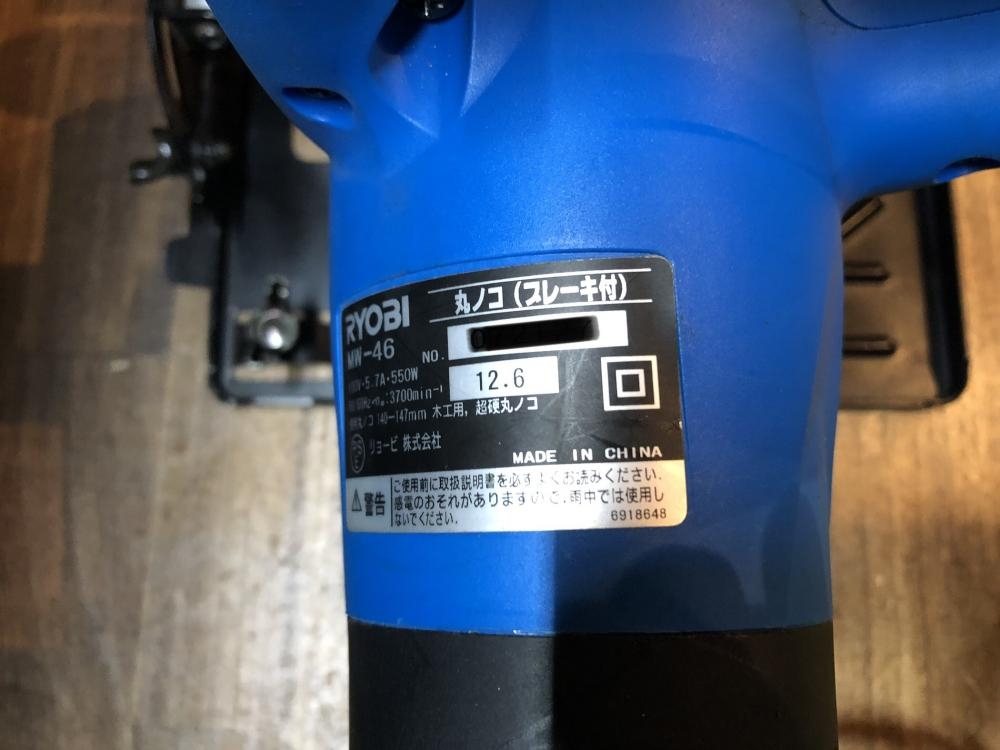 RYOBI
丸ノコ(ブレーキ付)
MW-46
NO.
100V・5.7A・550W
12.6
50/60Hz・n₀:3700min⁻¹
丸ノコ 140-147mm 木工用, 超硬丸ノコ
リョービ 株式会社
MADE IN CHINA
警告
ご使用前に取扱説明書を必ずよくお読みください.
感電のおそれがありますので,雨中では使用し
ないでください.
6918648